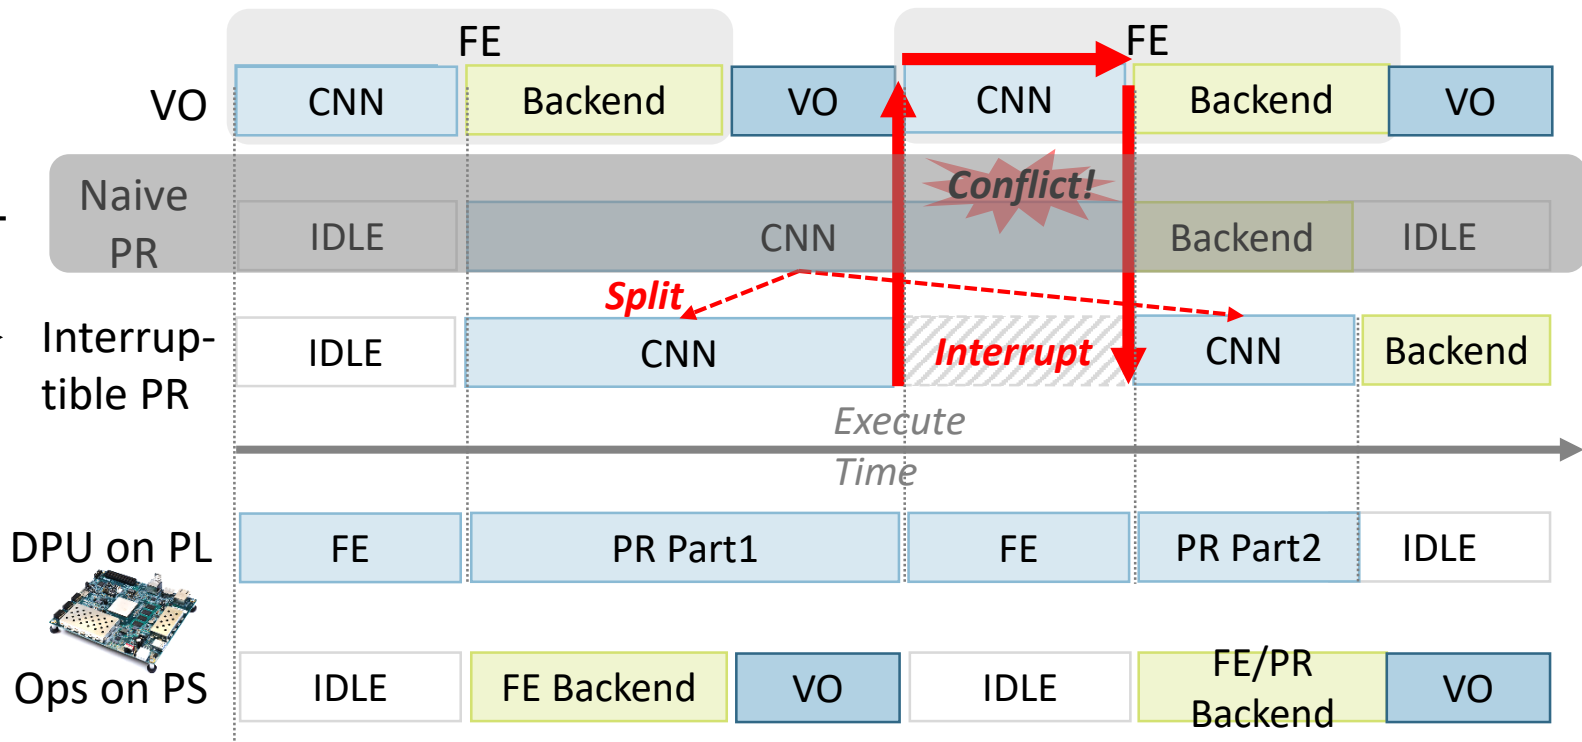 FE FE
VO CNN Backend VO CNN Backend VO
Conflict!
Naive
PR IDLE CNN Backend IDLE
Split
Interrup-
tible PR IDLE CNN Interrupt CNN Backend
Execute
Time
DPU on PL FE PR Part1 FE PR Part2 IDLE
Ops on PS IDLE FE Backend VO IDLE FE/PR
Backend VO